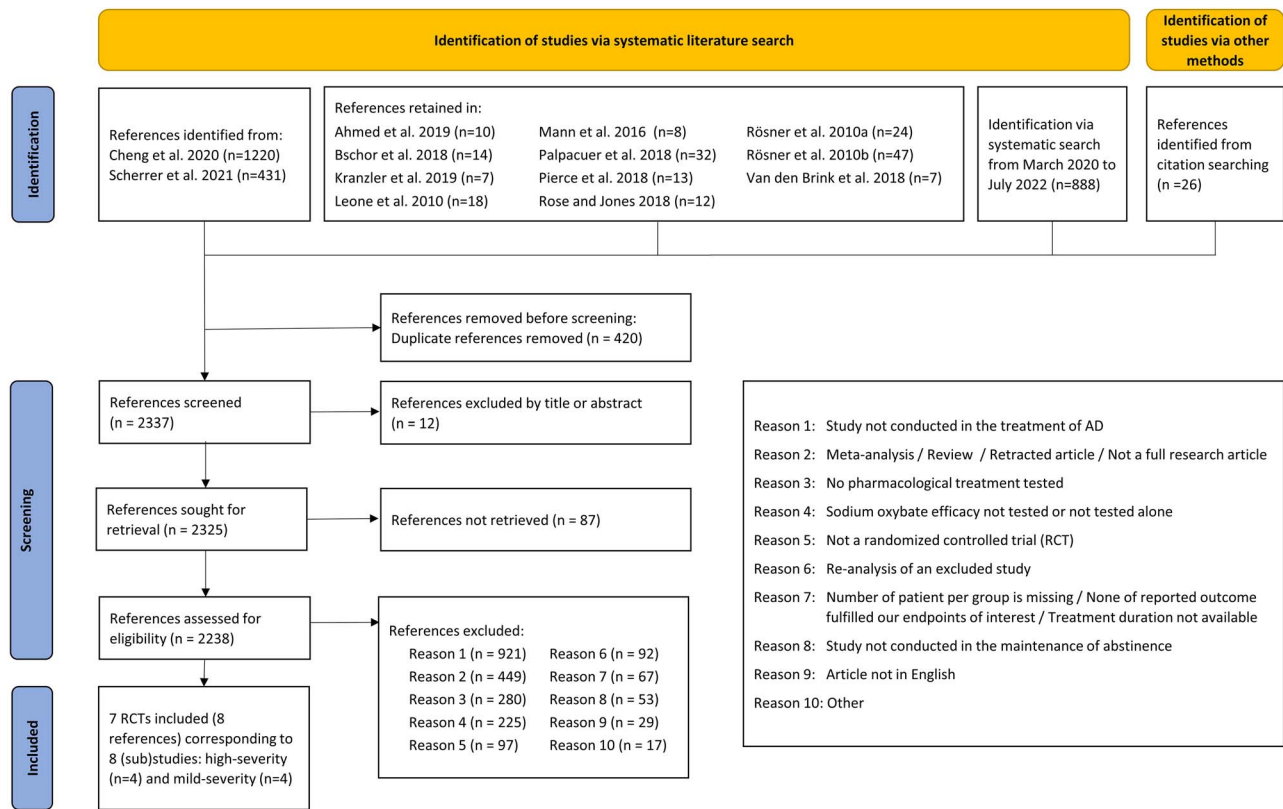 Identification of studies via systematic literature search
Identification of
studies via other
methods
Identification
References identified from:
Cheng et al. 2020 (n=1220)
Scherrer et al. 2021 (n=431)
References retained in:
Ahmed et al. 2019 (n=10)
Bschor et al. 2018 (n=14)
Kranzler et al. 2019 (n=7)
Leone et al. 2010 (n=18)
Mann et al. 2016 (n=8)
Palpacuer et al. 2018 (n=32)
Pierce et al. 2018 (n=13)
Rose and Jones 2018 (n=12)
Rösner et al. 2010a (n=24)
Rösner et al. 2010b (n=47)
Van den Brink et al. 2018 (n=7)
Identification via
systematic search
from March 2020 to
July 2022 (n=888)
References
identified from
citation searching
(n =26)
References removed before screening:
Duplicate references removed (n = 420)
Screening
References screened
(n = 2337)
References excluded by title or abstract
(n = 12)
References sought for
retrieval (n = 2325)
References not retrieved (n = 87)
References assessed for
eligibility (n = 2238)
References excluded:
Reason 1 (n = 921)
Reason 2 (n = 449)
Reason 3 (n = 280)
Reason 4 (n = 225)
Reason 5 (n = 97)
Reason 6 (n = 92)
Reason 7 (n = 67)
Reason 8 (n = 53)
Reason 9 (n = 29)
Reason 10 (n = 17)
Reason 1: Study not conducted in the treatment of AD
Reason 2: Meta-analysis / Review / Retracted article / Not a full research article
Reason 3: No pharmacological treatment tested
Reason 4: Sodium oxybate efficacy not tested or not tested alone
Reason 5: Not a randomized controlled trial (RCT)
Reason 6: Re-analysis of an excluded study
Reason 7: Number of patient per group is missing / None of reported outcome
fulfilled our endpoints of interest / Treatment duration not available
Reason 8: Study not conducted in the maintenance of abstinence
Reason 9: Article not in English
Reason 10: Other
Included
7 RCTs included (8
references) corresponding to
8 (sub)studies: high-severity
(n=4) and mild-severity (n=4)